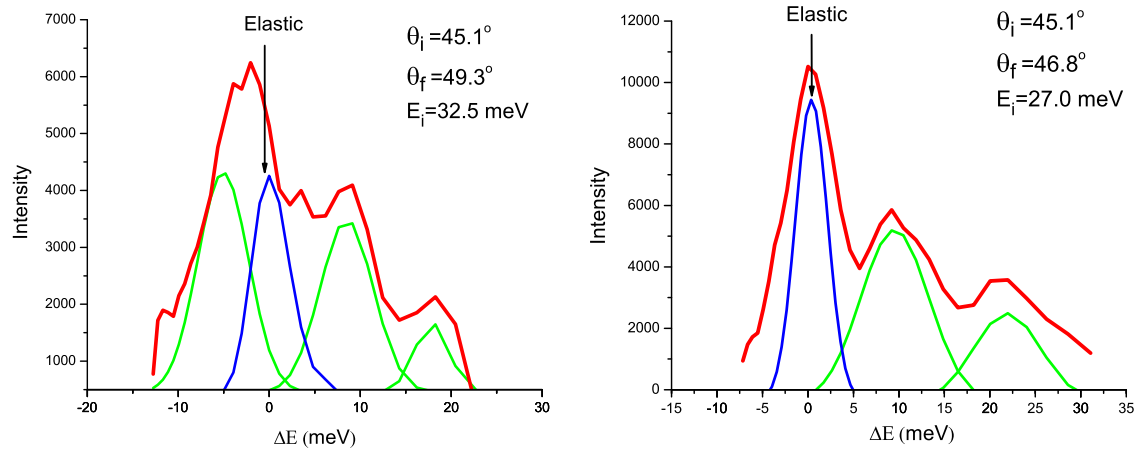 Elastic
θi =45.1°
θf =49.3°
Ei=32.5 meV
7000
6000
5000
4000
3000
2000
1000
Intensity
-20
-10
0
10
20
30
ΔE (meV)
Elastic
θi =45.1°
θf =46.8°
Ei=27.0 meV
12000
10000
8000
6000
4000
2000
0
Intensity
-15
-10
-5
0
5
10
15
20
25
30
35
ΔE (meV)